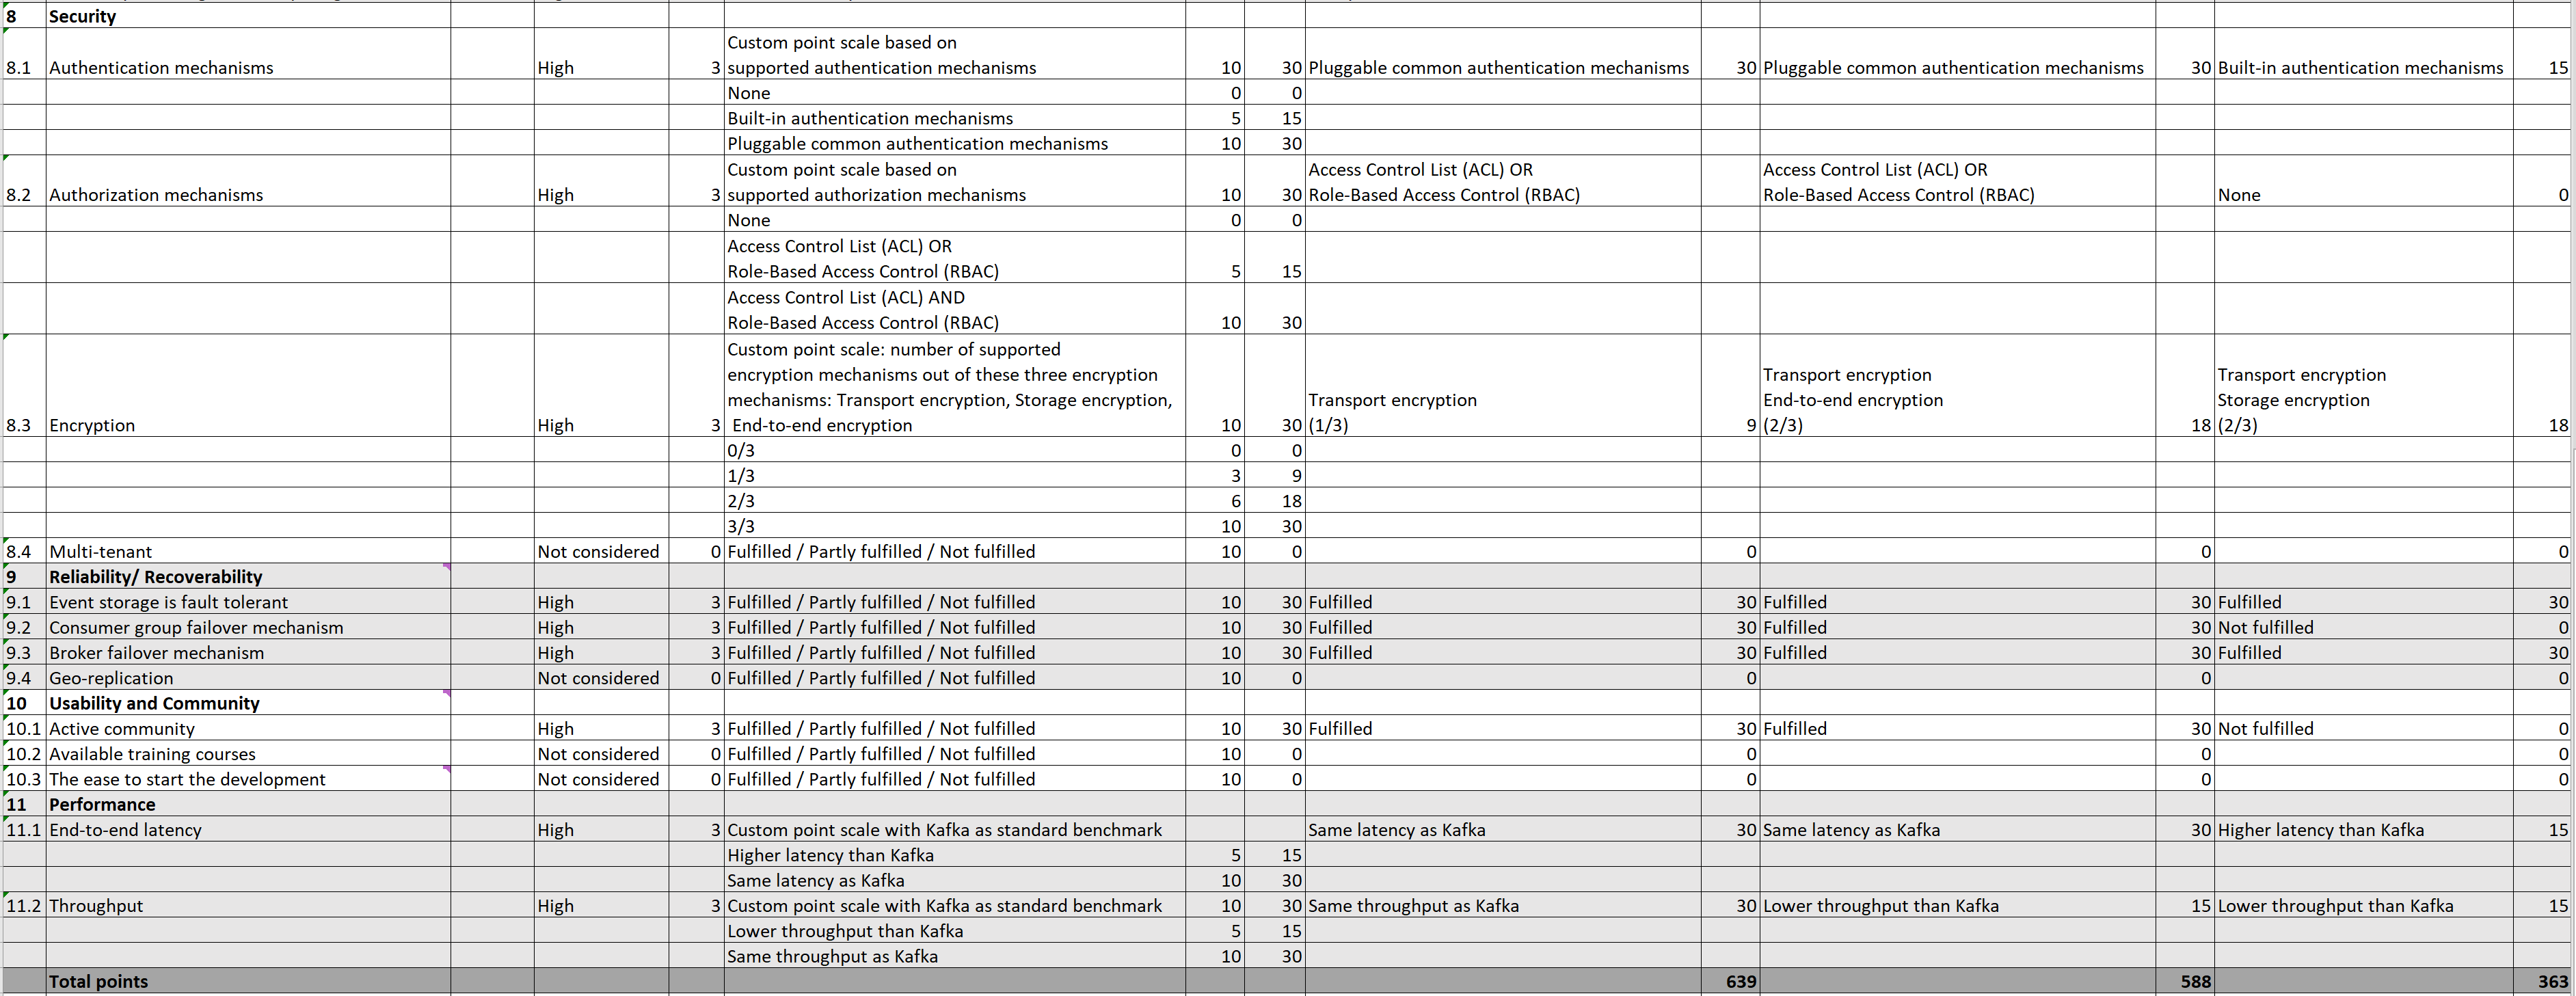 8 Security
Custom point scale based on
8.1 Authentication mechanisms High 3 supported authentication mechanisms 10 30 Pluggable common authentication mechanisms 30 Pluggable common authentication mechanisms 30 Built-in authentication mechanisms 15
None 0 0
Built-in authentication mechanisms 5 15
Pluggable common authentication mechanisms 10 30
Custom point scale based on Access Control List (ACL) OR Access Control List (ACL) OR
8.2 Authorization mechanisms High 3 supported authorization mechanisms 10 30 Role-Based Access Control (RBAC) Role-Based Access Control (RBAC) None 0
None 0 0
Access Control List (ACL) OR
Role-Based Access Control (RBAC) 5 15
Access Control List (ACL) AND
Role-Based Access Control (RBAC) 10 30
Custom point scale: number of supported
encryption mechanisms out of these three encryption Transport encryption Transport encryption
mechanisms: Transport encryption, Storage encryption, Transport encryption End-to-end encryption Storage encryption
8.3 Encryption High 3 End-to-end encryption 10 30 (1/3) 9 (2/3) 18 (2/3) 18
0/3 0 0
1/3 3 9
2/3 6 18
3/3 10 30
8.4 Multi-tenant Not considered 0 Fulfilled / Partly fulfilled / Not fulfilled 10 0 0 0 0
9 Reliability/ Recoverability
9.1 Event storage is fault tolerant High 3 Fulfilled / Partly fulfilled / Not fulfilled 10 30 Fulfilled 30 Fulfilled 30 Fulfilled 30
9.2 Consumer group failover mechanism High 3 Fulfilled / Partly fulfilled / Not fulfilled 10 30 Fulfilled 30 Fulfilled 30 Not fulfilled 0
9.3 Broker failover mechanism High 3 Fulfilled / Partly fulfilled / Not fulfilled 10 30 Fulfilled 30 Fulfilled 30 Fulfilled 30
9.4 Geo-replication Not considered 0 Fulfilled / Partly fulfilled / Not fulfilled 10 0 0 0 0
10 Usability and Community
10.1 Active community High 3 Fulfilled / Partly fulfilled / Not fulfilled 10 30 Fulfilled 30 Fulfilled 30 Not fulfilled 0
10.2 Available training courses Not considered 0 Fulfilled / Partly fulfilled / Not fulfilled 10 0 0 0 0
10.3 The ease to start the development Not considered 0 Fulfilled / Partly fulfilled / Not fulfilled 10 0 0 0 0
11 Performance
11.1 End-to-end latency High 3 Custom point scale with Kafka as standard benchmark Same latency as Kafka 30 Same latency as Kafka 30 Higher latency than Kafka 15
Higher latency than Kafka 5 15
Same latency as Kafka 10 30
11.2 Throughput High 3 Custom point scale with Kafka as standard benchmark 10 30 Same throughput as Kafka 30 Lower throughput than Kafka 15 Lower throughput than Kafka 15
Lower throughput than Kafka 5 15
Same throughput as Kafka 10 30
Total points 639 588 363